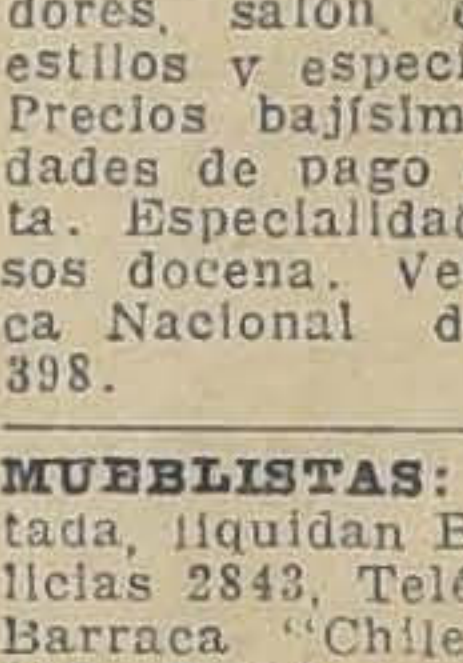 dores, salón,
estilos y especi
Precios bajísim
dades de pago
ta. Especialidad
sos docena. Ve
ca Nacional d
398.
MUEBLISTAS:
tada, liquidan B
licias 2843, Telé
Barraca "Chile